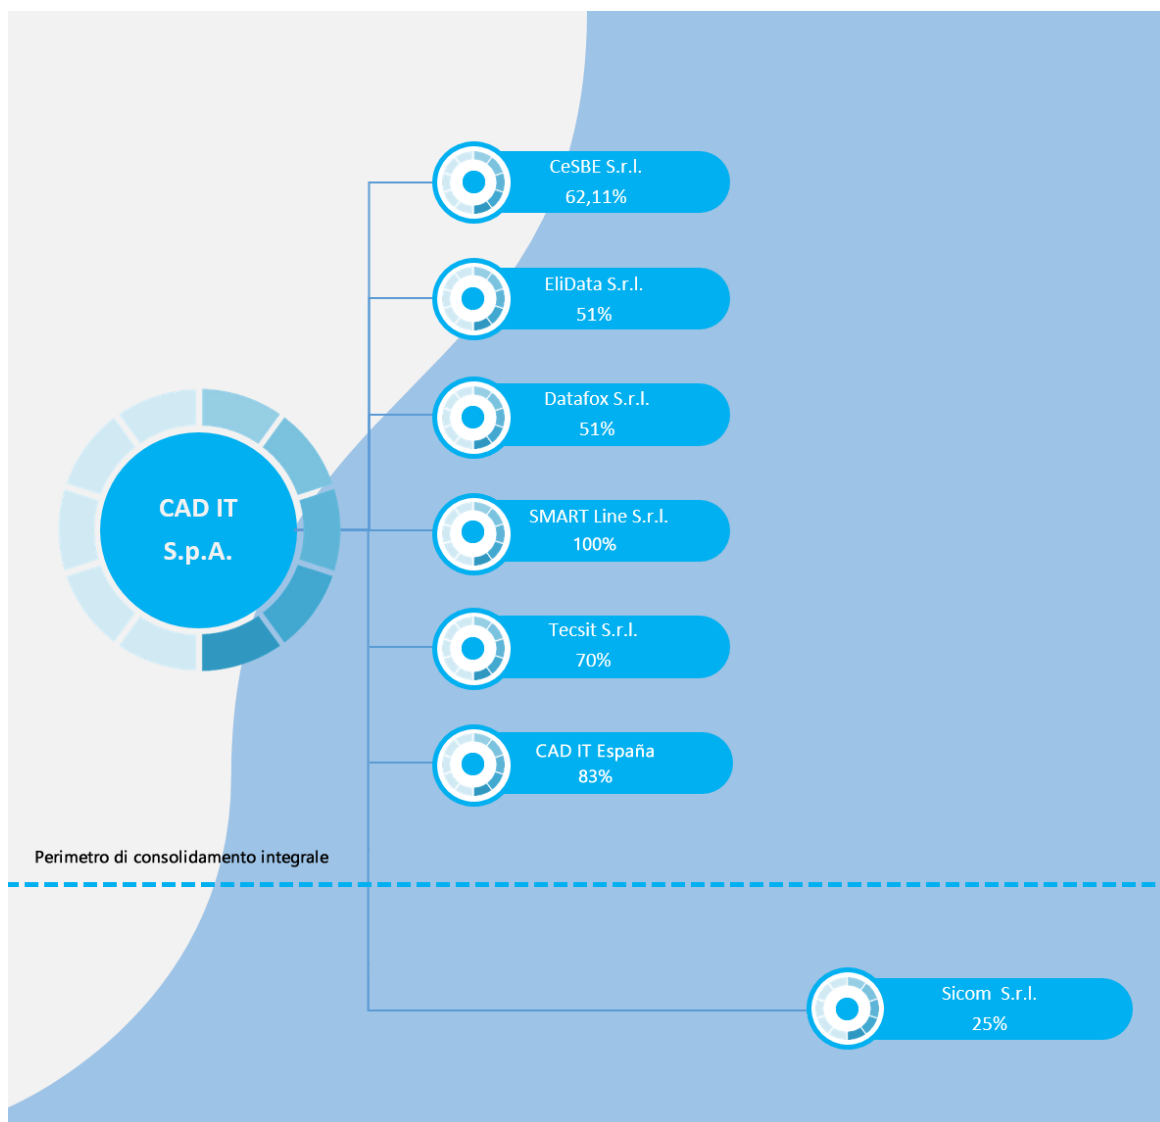 CeSBE S.r.l.
62,11%
EliData S.r.l.
51%
Datafox S.r.l.
51%
CAD IT
S.p.A.
SMART Line S.r.l.
100%
Tecsit S.r.l.
70%
CAD IT España
83%
Perimetro di consolidamento integrale
Sicom S.r.l.
25%